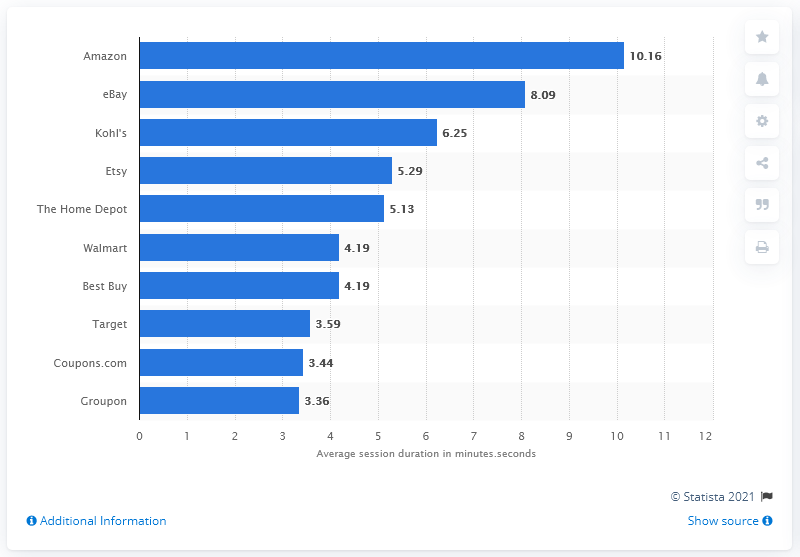 Amazon 10.16
eBay 8.09
Kohl's 6.25
Etsy 5.29
The Home Depot 5.13
Walmart 4.19
Best Buy 4.19
Target 3.59
Coupons.com 3.44
Groupon 3.36
0 1 2 3 4 5 6 7 8 9 10 11 12
Average session duration in minutes.seconds
© Statista 2021
Additional Information Show source